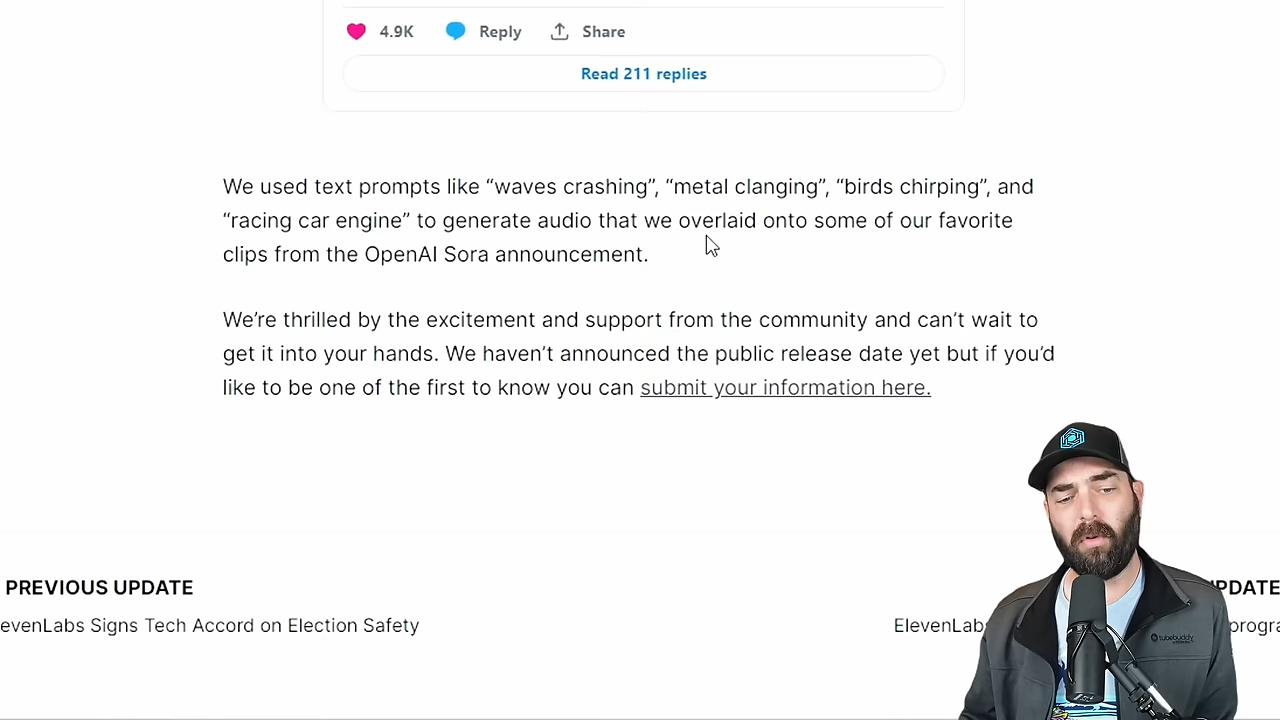 4.9K Reply Share
Read 211 replies
We used text prompts like “waves crashing”, “metal clanging”, “birds chirping”, and
“racing car engine” to generate audio that we overlaid onto some of our favorite
clips from the OpenAI Sora announcement.
We’re thrilled by the excitement and support from the community and can’t wait to
get it into your hands. We haven’t announced the public release date yet but if you’d
like to be one of the first to know you can submit your information here.
PREVIOUS UPDATE
UPDATE
evenLabs Signs Tech Accord on Election Safety
ElevenLabs
progra
tubebuddy